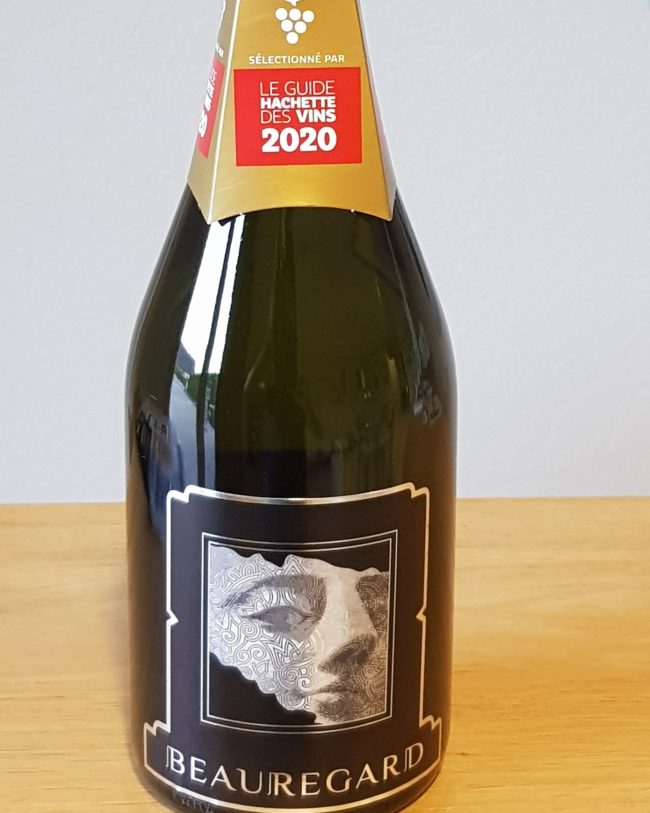 SÉLECTIONNÉ PAR
LE GUIDE
HACHETTE
DES VINS
2020
BEAUREGARD